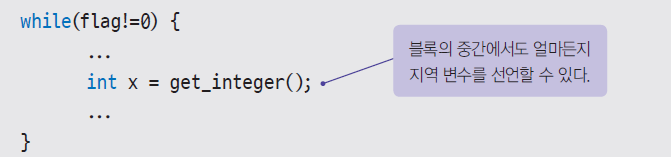 while(flag!=0) {
...
int x = get_integer();
...
}
블록의 중간에서도 얼마든지
지역 변수를 선언할 수 있다.